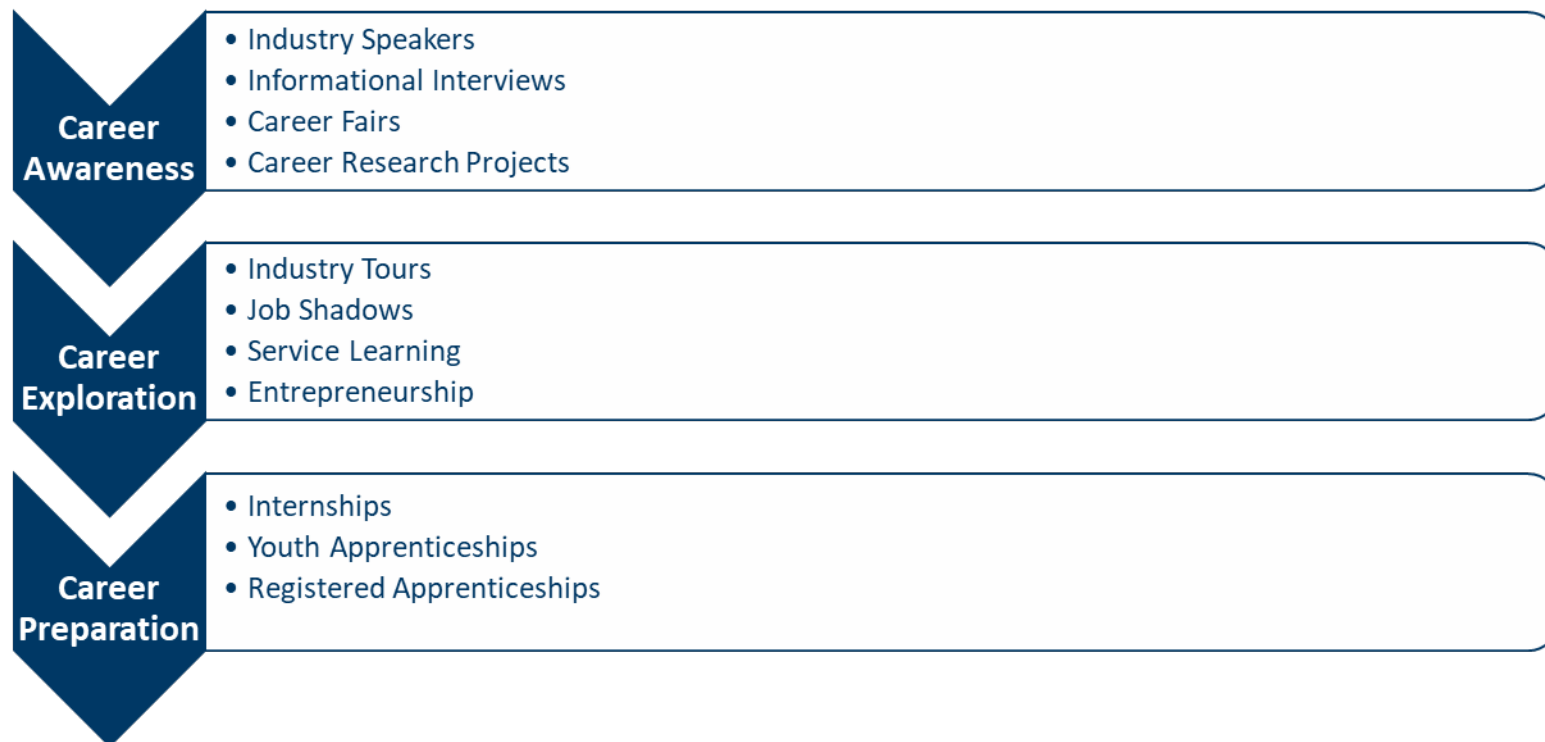 Career
Awareness
• Industry Speakers
• Informational Interviews
• Career Fairs
• Career Research Projects
Career
Exploration
• Industry Tours
• Job Shadows
• Service Learning
• Entrepreneurship
Career
Preparation
• Internships
• Youth Apprenticeships
• Registered Apprenticeships